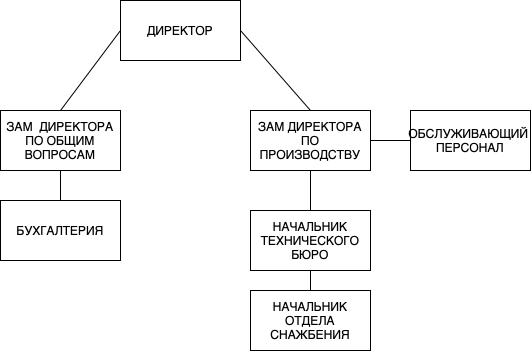 ДИРЕКТОР
ЗАМ ДИРЕКТОРА
ПО ОБЩИМ
ВОПРОСАМ
ЗАМ ДИРЕКТОРА
ПО
ПРОИЗВОДСТВУ
ОБСЛУЖИВАЮЩИЙ
ПЕРСОНАЛ
БУХГАЛТЕРИЯ
НАЧАЛЬНИК
ТЕХНИЧЕСКОГО
БЮРО
НАЧАЛЬНИК
ОТДЕЛА
СНАЖБЕНИЯ